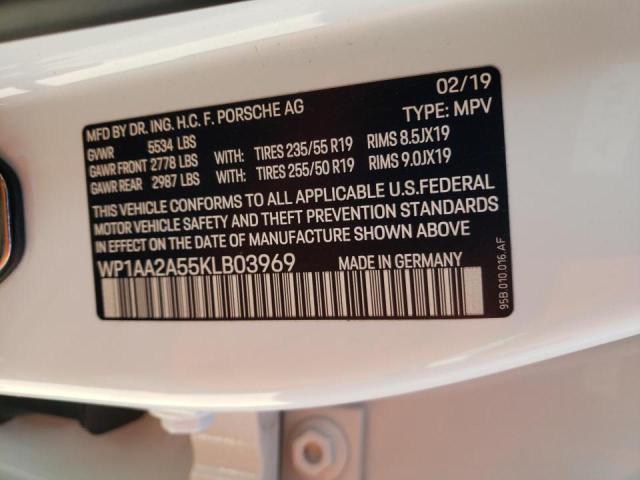 MFD BY DR. ING. H.C. F. PORSCHE AG 02/19
GVWR 5534 LBS TYPE: MPV
GAWR FRONT 2778 LBS WITH: TIRES 235/55 R19 RIMS 8.5JX19
GAWR REAR 2987 LBS WITH: TIRES 255/50 R19 RIMS 9.0JX19
THIS VEHICLE CONFORMS TO ALL APPLICABLE U.S.FEDERAL
MOTOR VEHICLE SAFETY AND THEFT PREVENTION STANDARDS
IN EFFECT ON THE DATE OF MANUFACTURE SHOWN ABOVE.
WP1AA2A55KLB03969 MADE IN GERMANY
95B.010.016.AF